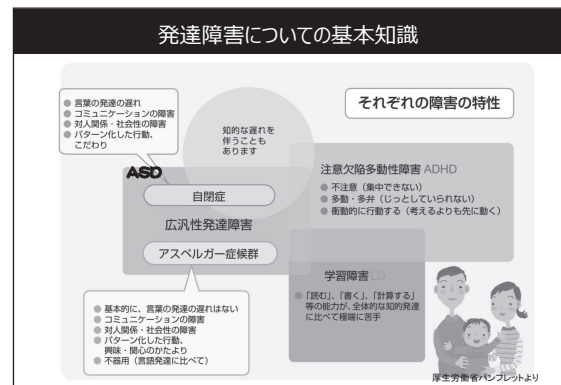 発達障害についての基本知識
それぞれの障害の特性
● 言葉の発達の遅れ
● コミュニケーションの障害
● 対人関係・社会性の障害
● パターン化した行動、
こだわり
知的な遅れを
伴うことも
あります
ASD
自閉症
広汎性発達障害
アスペルガー症候群
注意欠陥多動性障害 ADHD
● 不注意（集中できない）
● 多動・多弁（じっとしていられない）
● 衝動的に行動する（考えるよりも先に動く）
学習障害 LD
● 「読む」、「書く」、「計算する」
等の能力が、全体的な知的発達
に比べて極端に苦手
● 基本的に、言葉の発達の遅れはない
● コミュニケーションの障害
● 対人関係・社会性の障害
● パターン化した行動、
興味・関心のかたより
● 不器用（言語発達に比べて）
厚生労働省パンフレットより